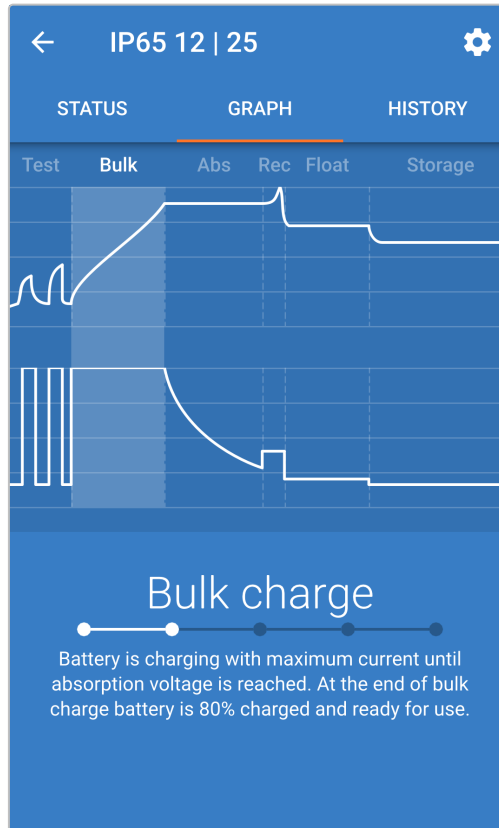 IP65 12 | 25
STATUS GRAPH HISTORY
Test Bulk Abs Rec Float Storage
Bulk charge
Battery is charging with maximum current until
absorption voltage is reached. At the end of bulk
charge battery is 80% charged and ready for use.